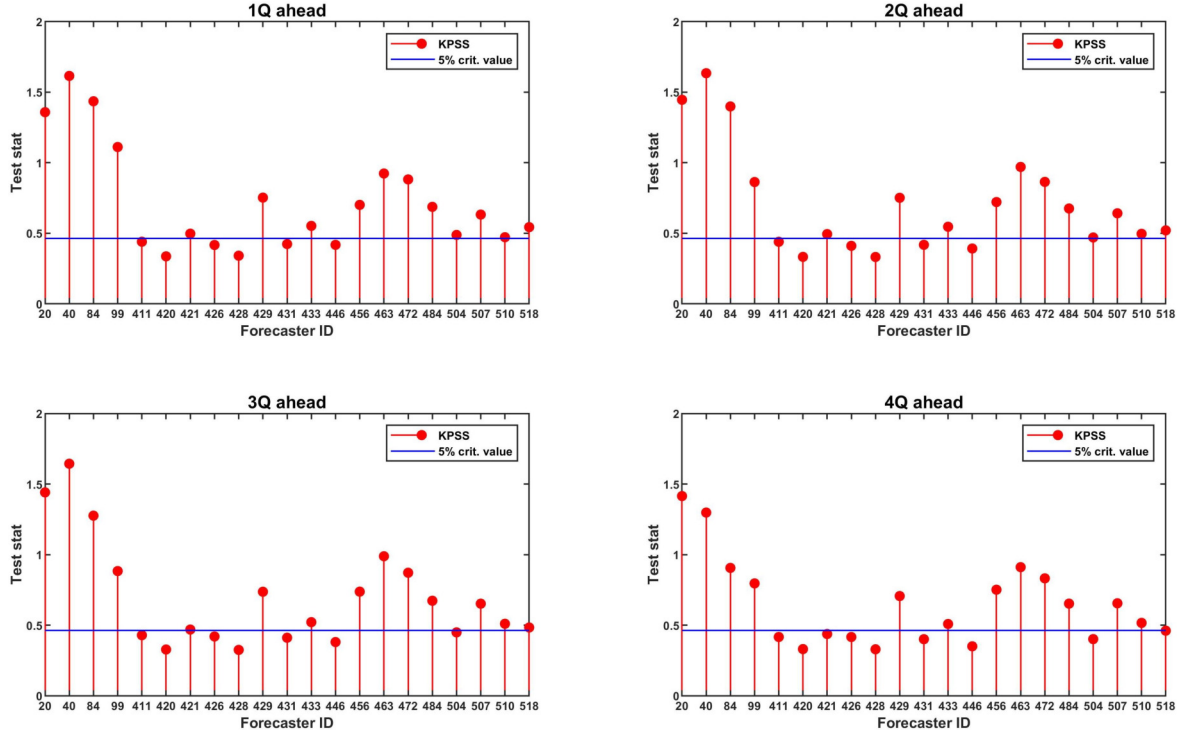 1Q ahead
2
1.5
1
0.5
0
Test stat
KPSS
5% crit. value
20 40 84 99 411 420 421 426 428 429 431 433 446 456 463 472 484 504 507 510 518
Forecaster ID
2Q ahead
2
1.5
1
0.5
0
Test stat
KPSS
5% crit. value
20 40 84 99 411 420 421 426 428 429 431 433 446 456 463 472 484 504 507 510 518
Forecaster ID
3Q ahead
2
1.5
1
0.5
0
Test stat
KPSS
5% crit. value
20 40 84 99 411 420 421 426 428 429 431 433 446 456 463 472 484 504 507 510 518
Forecaster ID
4Q ahead
2
1.5
1
0.5
0
Test stat
KPSS
5% crit. value
20 40 84 99 411 420 421 426 428 429 431 433 446 456 463 472 484 504 507 510 518
Forecaster ID